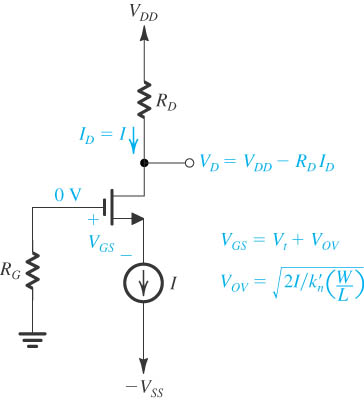 V_DD
R_D
I_D = I
V_D = V_DD − R_D I_D
0 V
+
V_GS
−
V_GS = V_t + V_OV
R_G
I
V_OV = √(2I/k′_n (W/L))
−V_SS